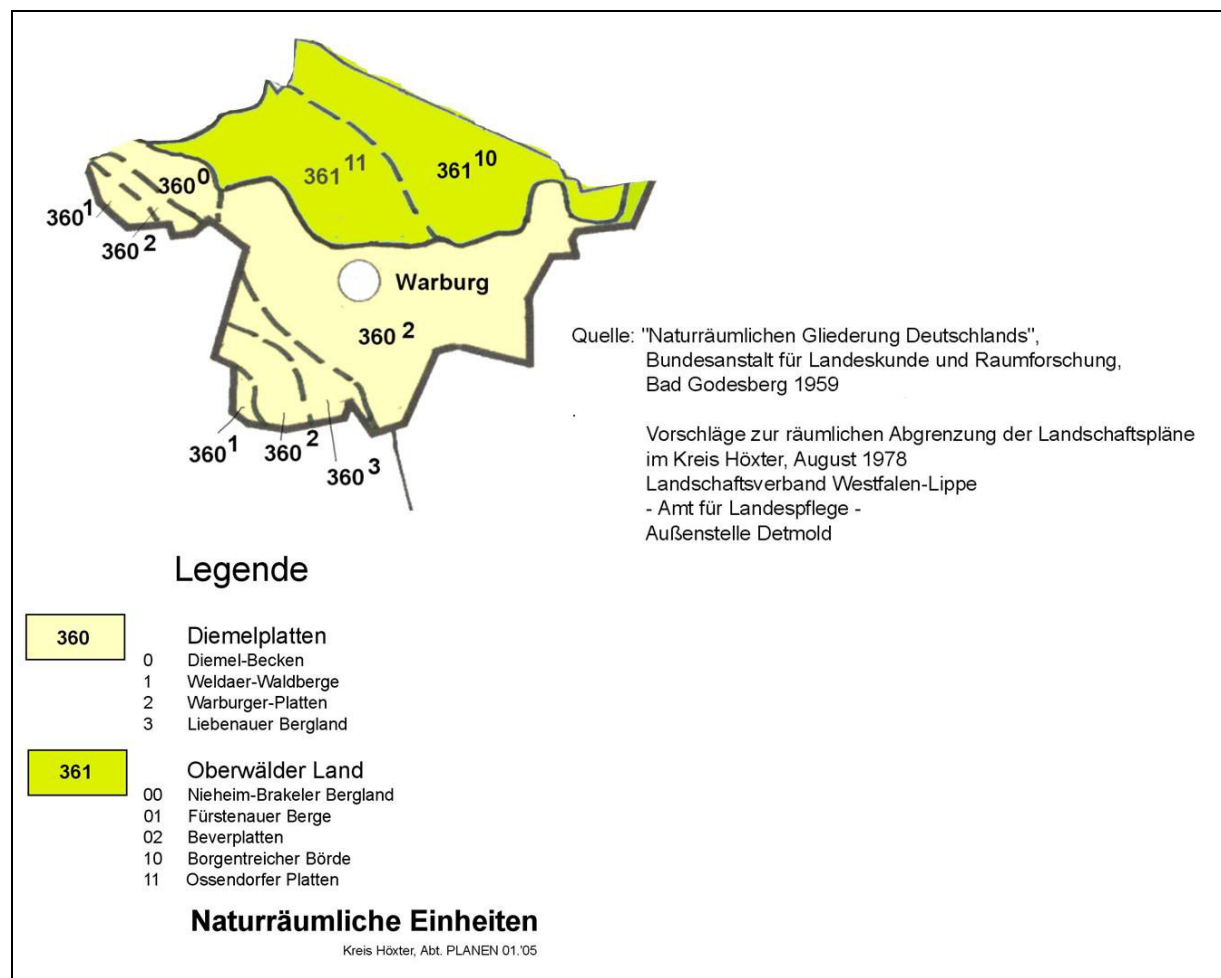 361 11
361 10
360 0
360 1
360 2
Warburg
360 2
360 1
360 2
360 3
Quelle: "Naturräumlichen Gliederung Deutschlands",
Bundesanstalt für Landeskunde und Raumforschung,
Bad Godesberg 1959
Vorschläge zur räumlichen Abgrenzung der Landschaftspläne
im Kreis Höxter, August 1978
Landschaftsverband Westfalen-Lippe
- Amt für Landespflege -
Außenstelle Detmold
Legende
360 Diemelplatten
0 Diemel-Becken
1 Weldaer-Waldberge
2 Warburger-Platten
3 Liebenauer Bergland
361 Oberwälder Land
00 Nieheim-Brakeler Bergland
01 Fürstenauer Berge
02 Beverplatten
10 Borgentreicher Börde
11 Ossendorfer Platten
Naturräumliche Einheiten
Kreis Höxter, Abt. PLANEN 01.'05